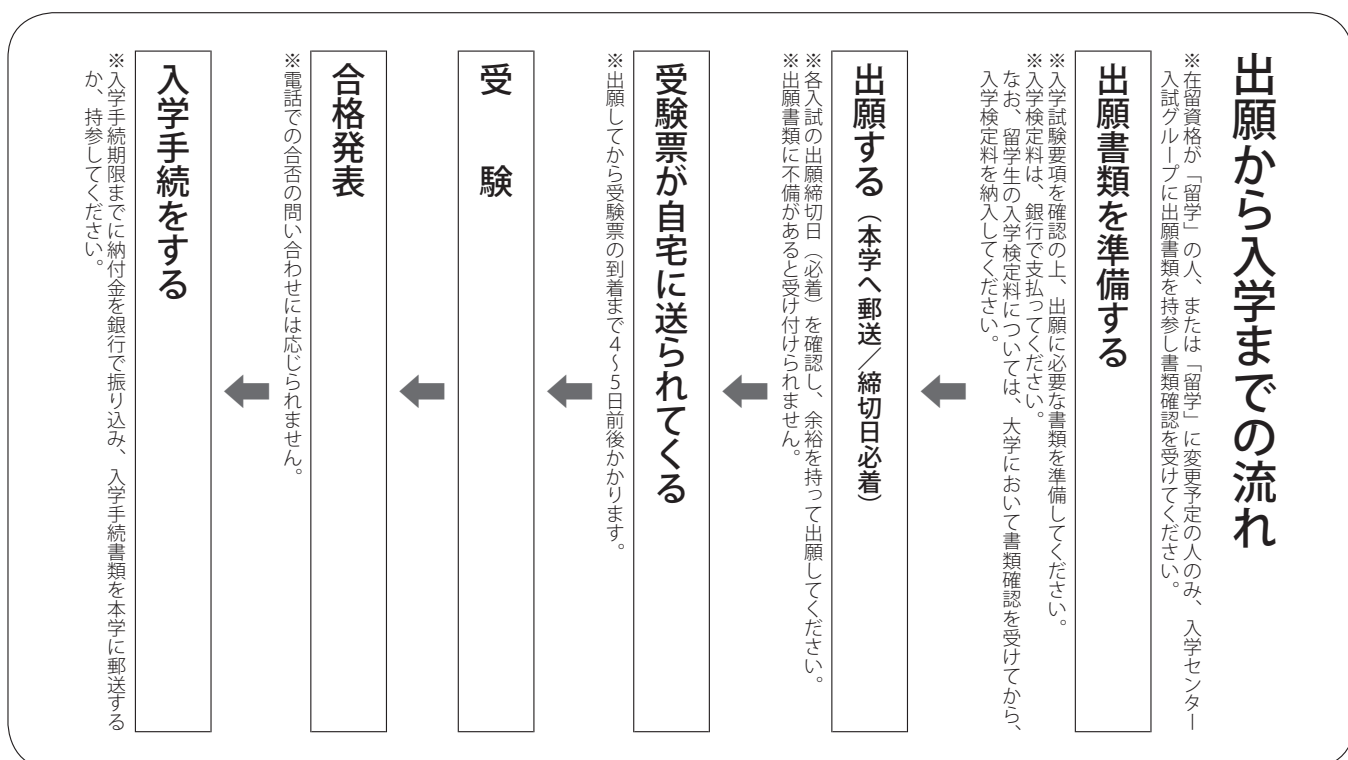 出願から入学までの流れ
※在留資格が「留学」の人、または「留学」に変更予定の人のみ、入学センター
入試グループに出願書類を持参し書類確認を受けてください。
出願書類を準備する
※入学試験要項を確認の上、出願に必要な書類を準備してください。
※入学検定料は、銀行で支払ってください。
なお、留学生の入学検定料については、大学において書類確認を受けてから、
入学検定料を納入してください。
出願する（本学へ郵送／締切日必着）
※各入試の出願締切日（必着）を確認し、余裕を持って出願してください。
※出願書類に不備があると受け付けられません。
受験票が自宅に送られてくる
※出願してから受験票の到着まで4〜5日前後かかります。
受　験
合格発表
※電話での合否の問い合わせには応じられません。
入学手続をする
※入学手続期限までに納付金を銀行で振り込み、入学手続書類を本学に郵送する
か、持参してください。